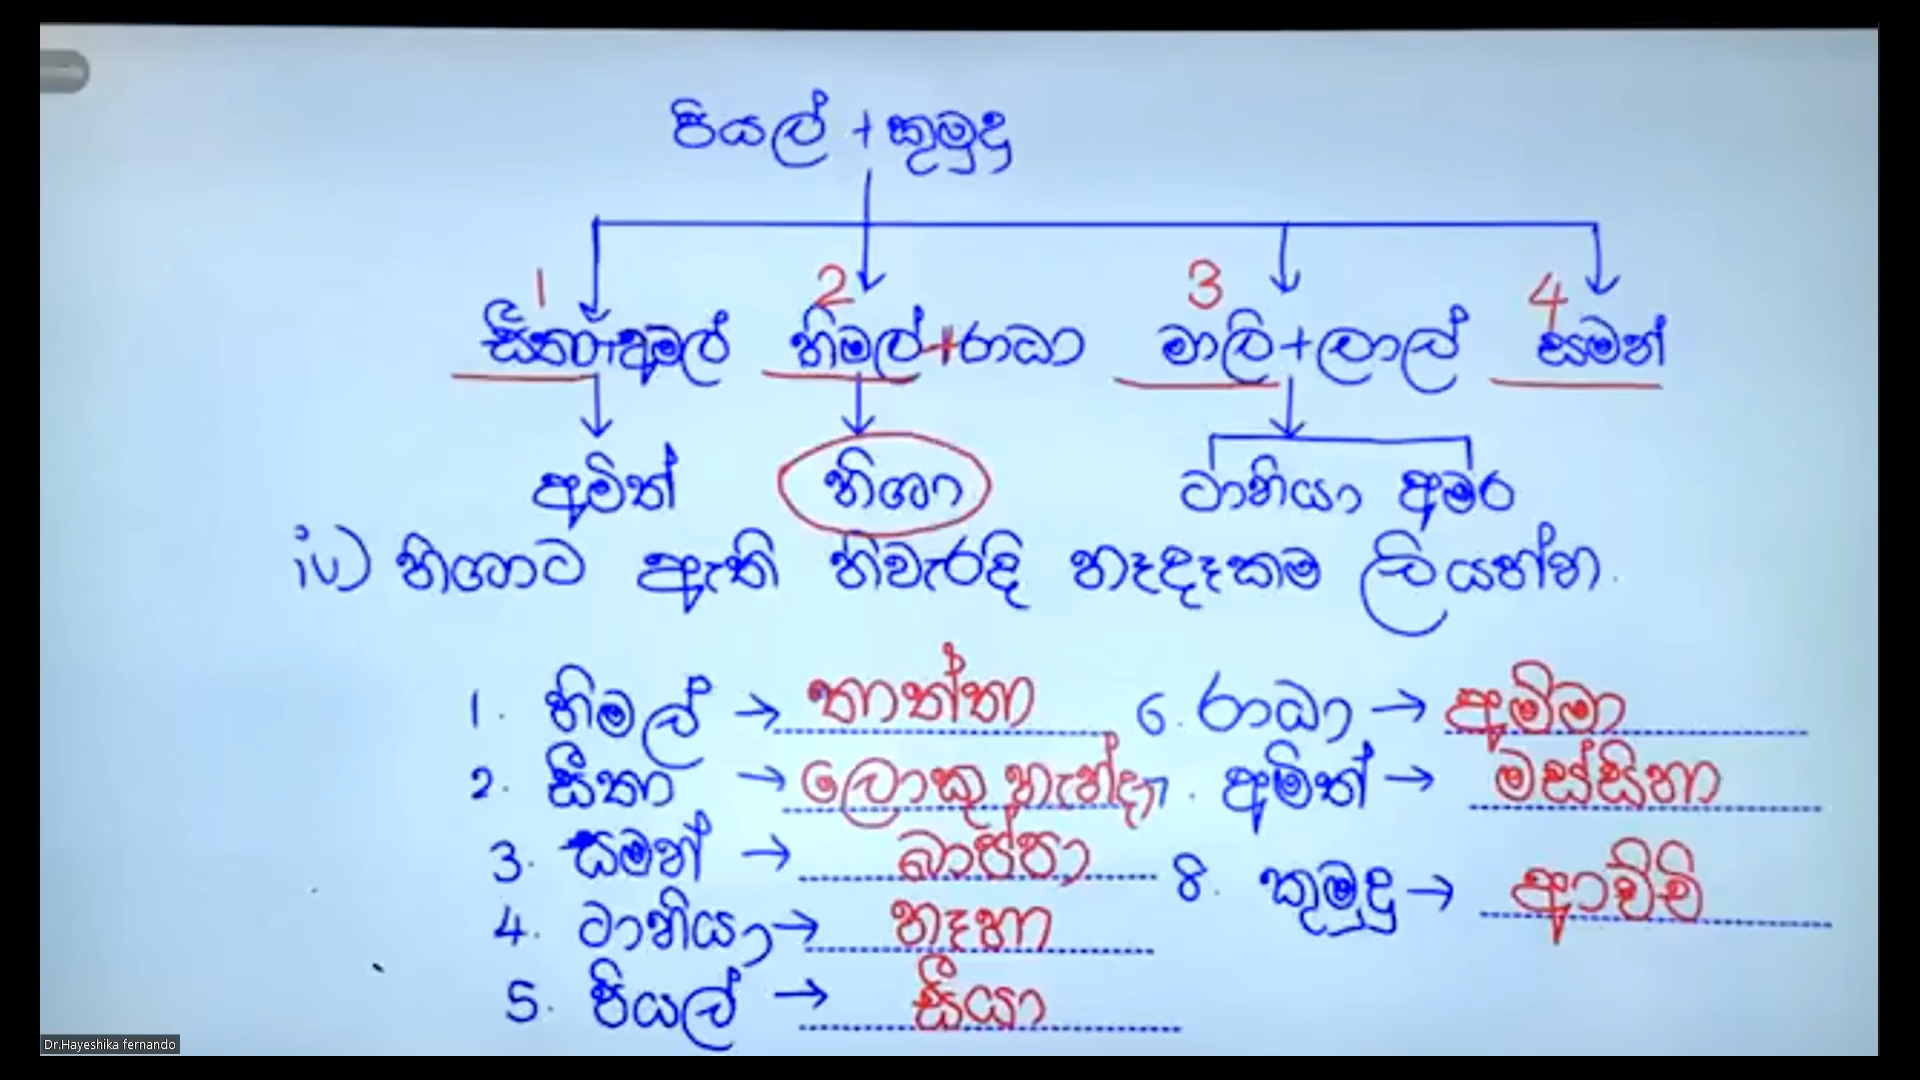 පියල් + කුමුදු
1 2 3 4
සීතා + අමල් නිමල් + රාධා මාලි + ලාල් සමන්
අමිත් නිශා ටානියා අමර
iv) නිශාට ඇති නිවැරදි නෑදෑකම ලියන්න.
1. නිමල් → තාත්තා
2. සීතා → ලොකු නැන්දා
3. සමන් → බාප්පා
4. ටානියා → නෑනා
5. පියල් → සීයා
6. රාධා → අම්මා
7. අමිත් → මස්සිනා
8. කුමුදු → ආච්චි
Dr.Hayeshika fernando